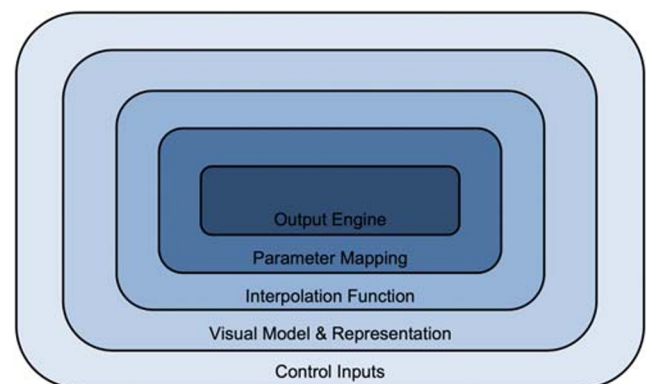 Output Engine
Parameter Mapping
Interpolation Function
Visual Model & Representation
Control Inputs